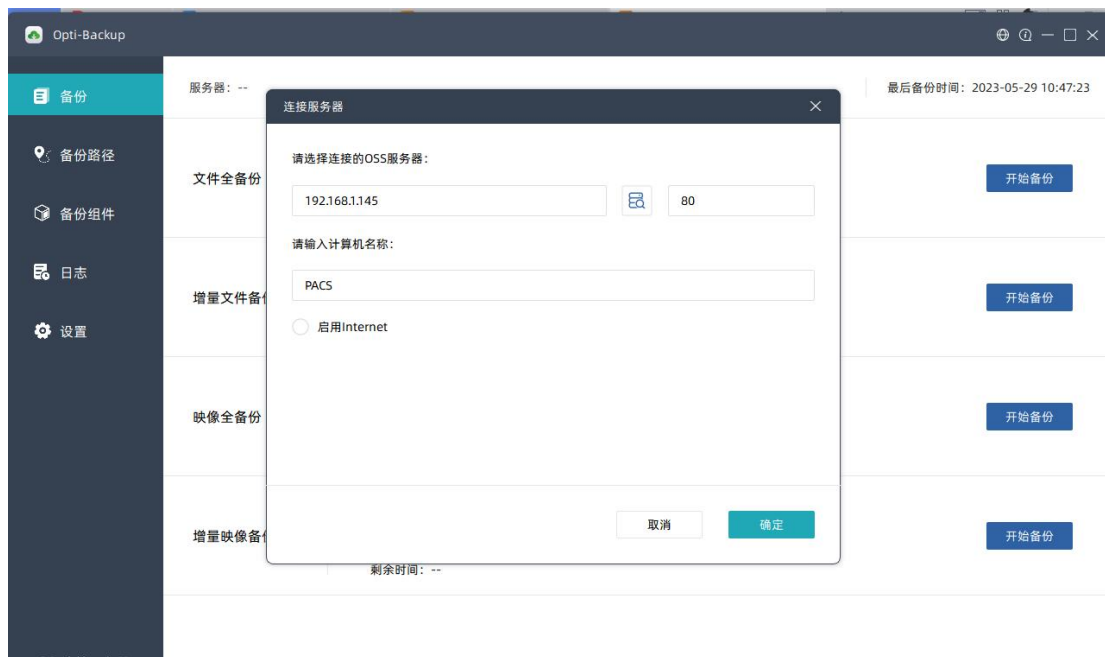 Opti-Backup
备份
服务器：--
最后备份时间：2023-05-29 10:47:23
连接服务器
备份路径
请选择连接的OSS服务器：
文件全备份
开始备份
192.168.1.145
80
备份组件
请输入计算机名称：
日志
PACS
增量文件备份
开始备份
启用Internet
设置
映像全备份
开始备份
取消
确定
增量映像备份
开始备份
剩余时间：--